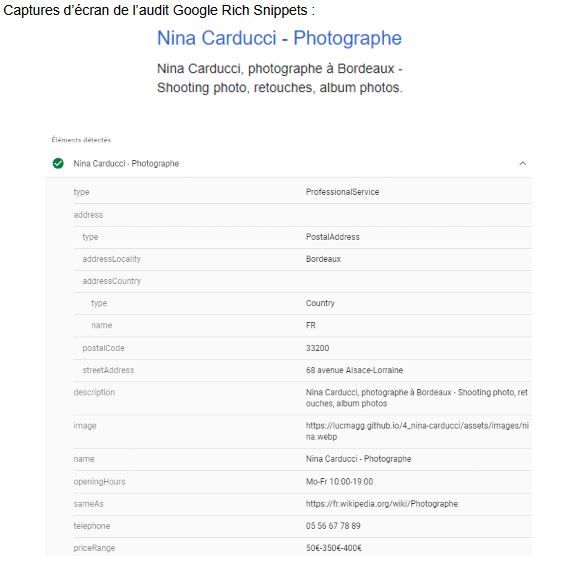 Captures d’écran de l’audit Google Rich Snippets :
Nina Carducci - Photographe
Nina Carducci, photographe à Bordeaux -
Shooting photo, retouches, album photos.
Éléments détectés
Nina Carducci - Photographe
type ProfessionalService
address
type PostalAddress
addressLocality Bordeaux
addressCountry
type Country
name FR
postalCode 33200
streetAddress 68 avenue Alsace-Lorraine
description Nina Carducci, photographe à Bordeaux - Shooting photo, ret
ouches, album photos
image https://lucmagg.github.io/4_nina-carducci/assets/images/ni
na.webp
name Nina Carducci - Photographe
openingHours Mo-Fr 10:00-19:00
sameAs https://fr.wikipedia.org/wiki/Photographe
telephone 05 56 67 78 89
priceRange 50€-350€-400€